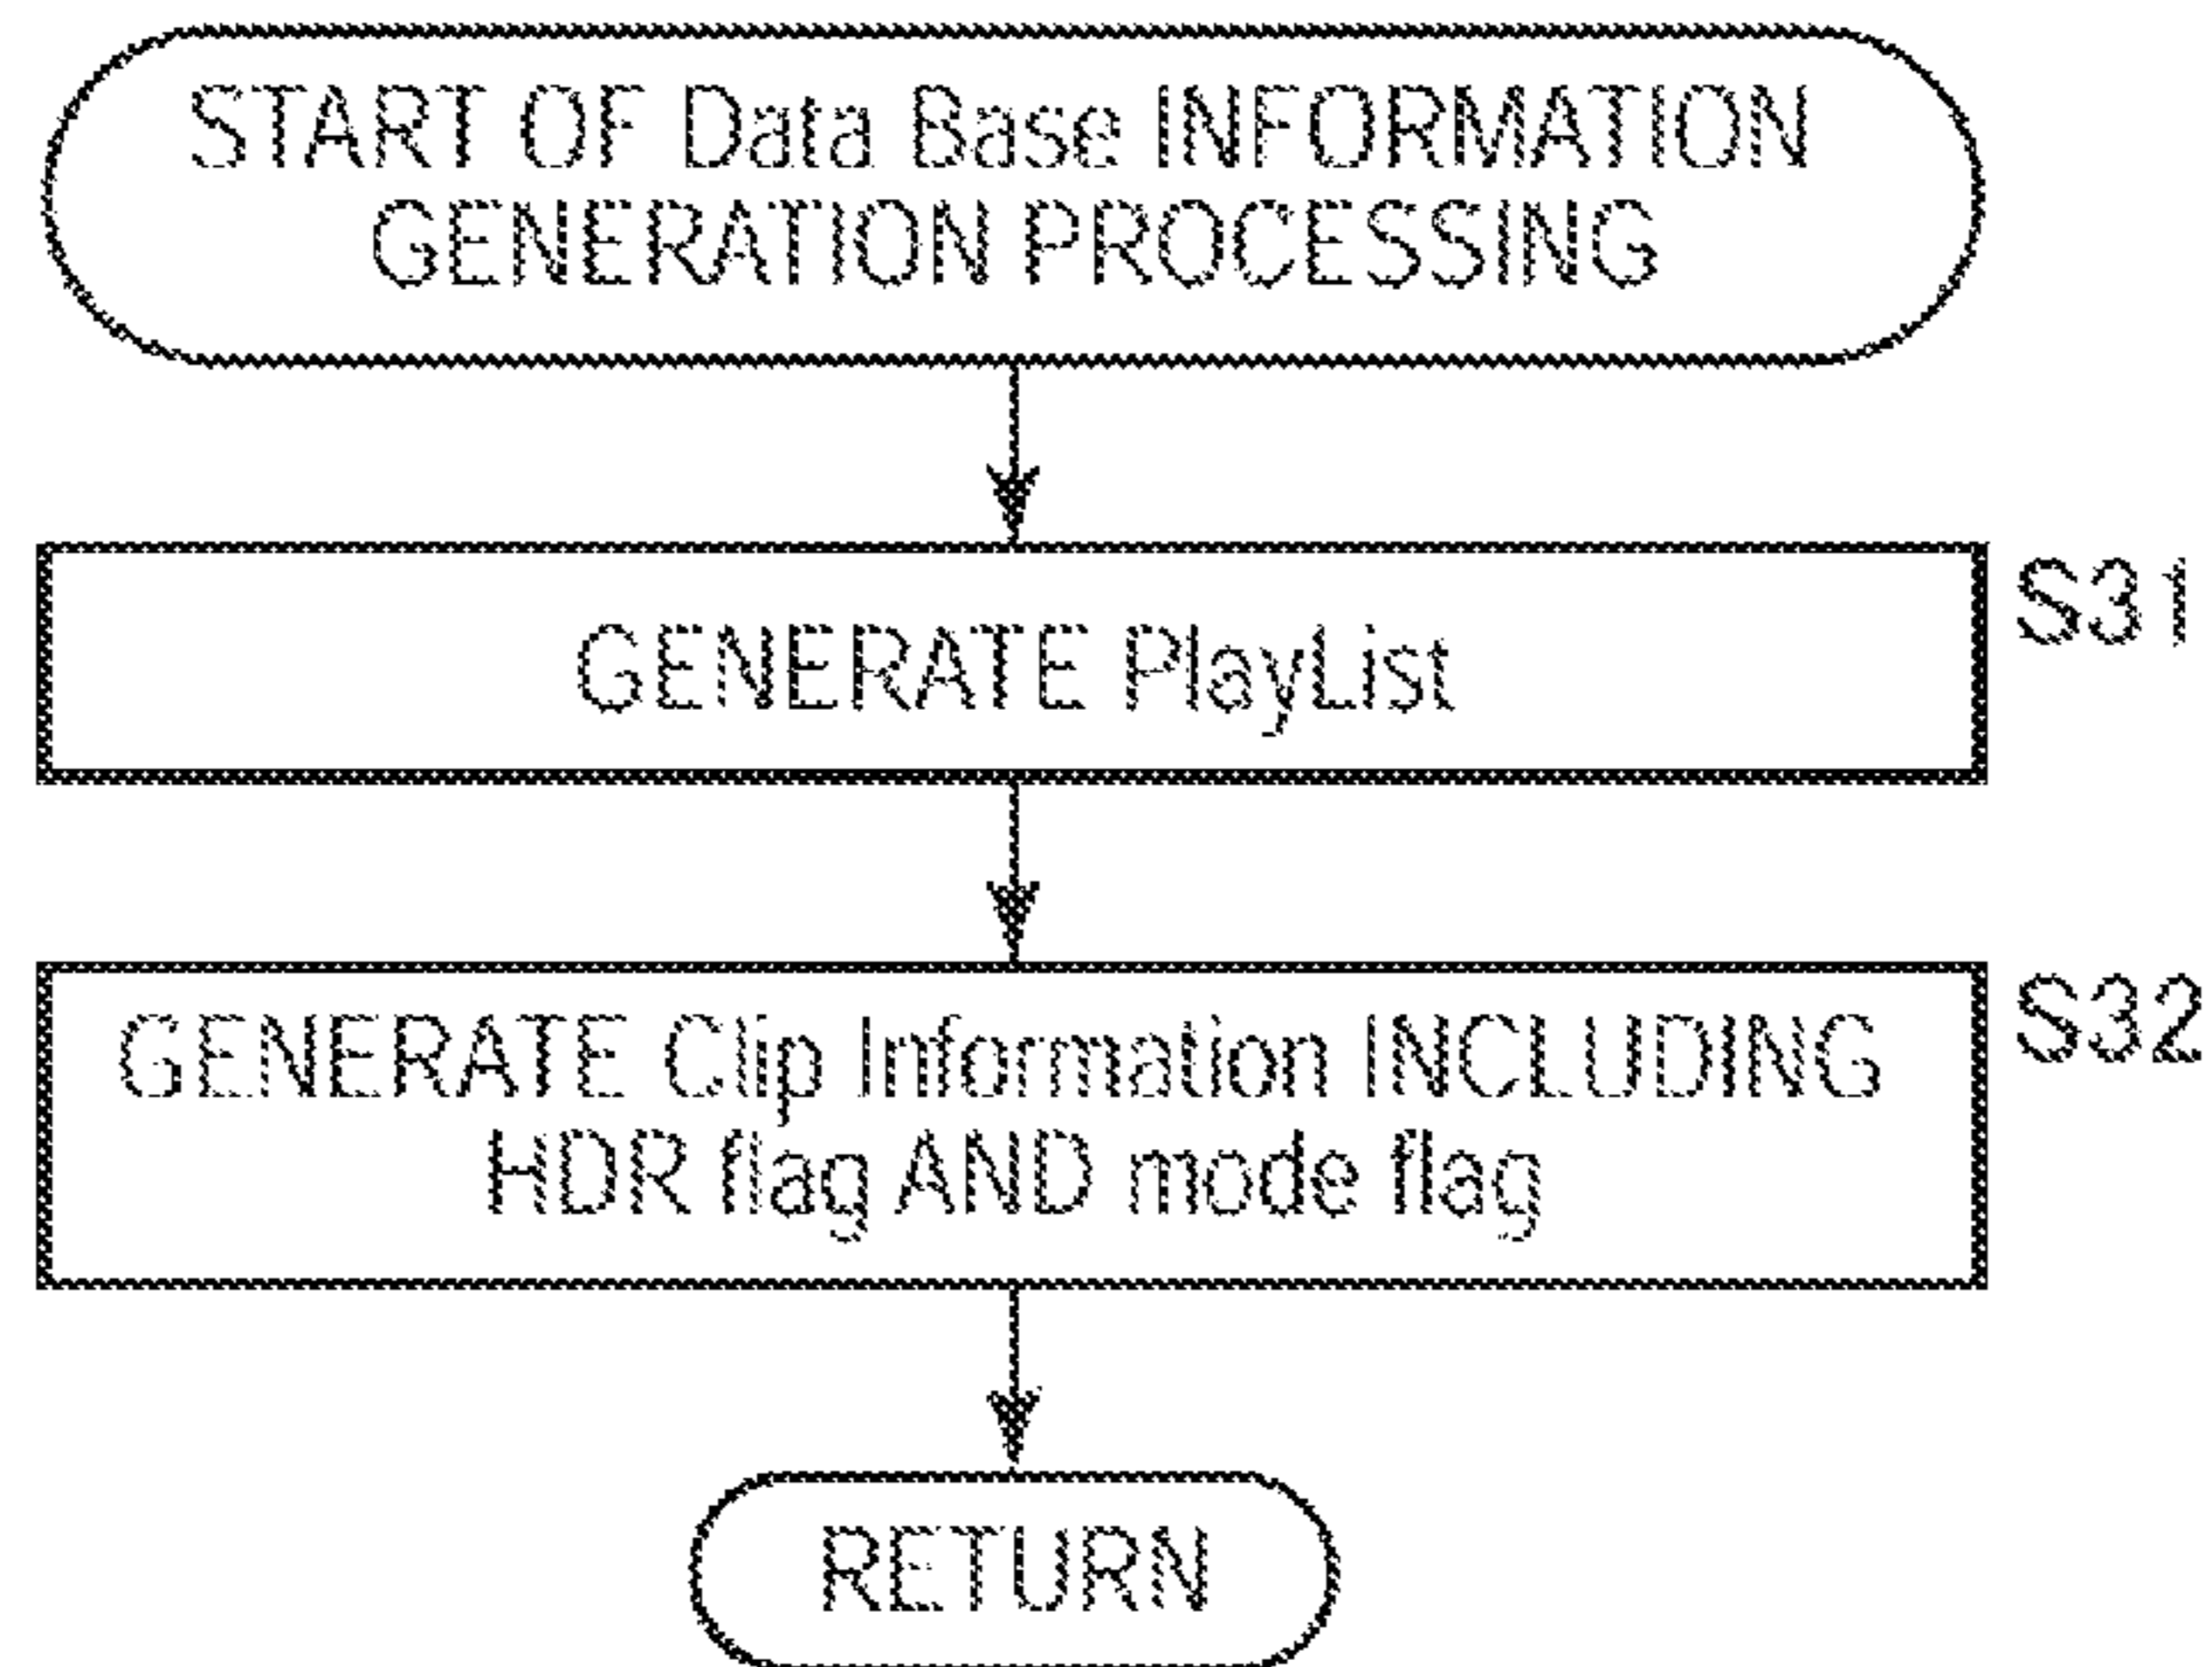 START OF Data Base INFORMATION
GENERATION PROCESSING
S31
GENERATE PlayList
S32
GENERATE Clip Information INCLUDING
HDR flag AND mode flag
RETURN